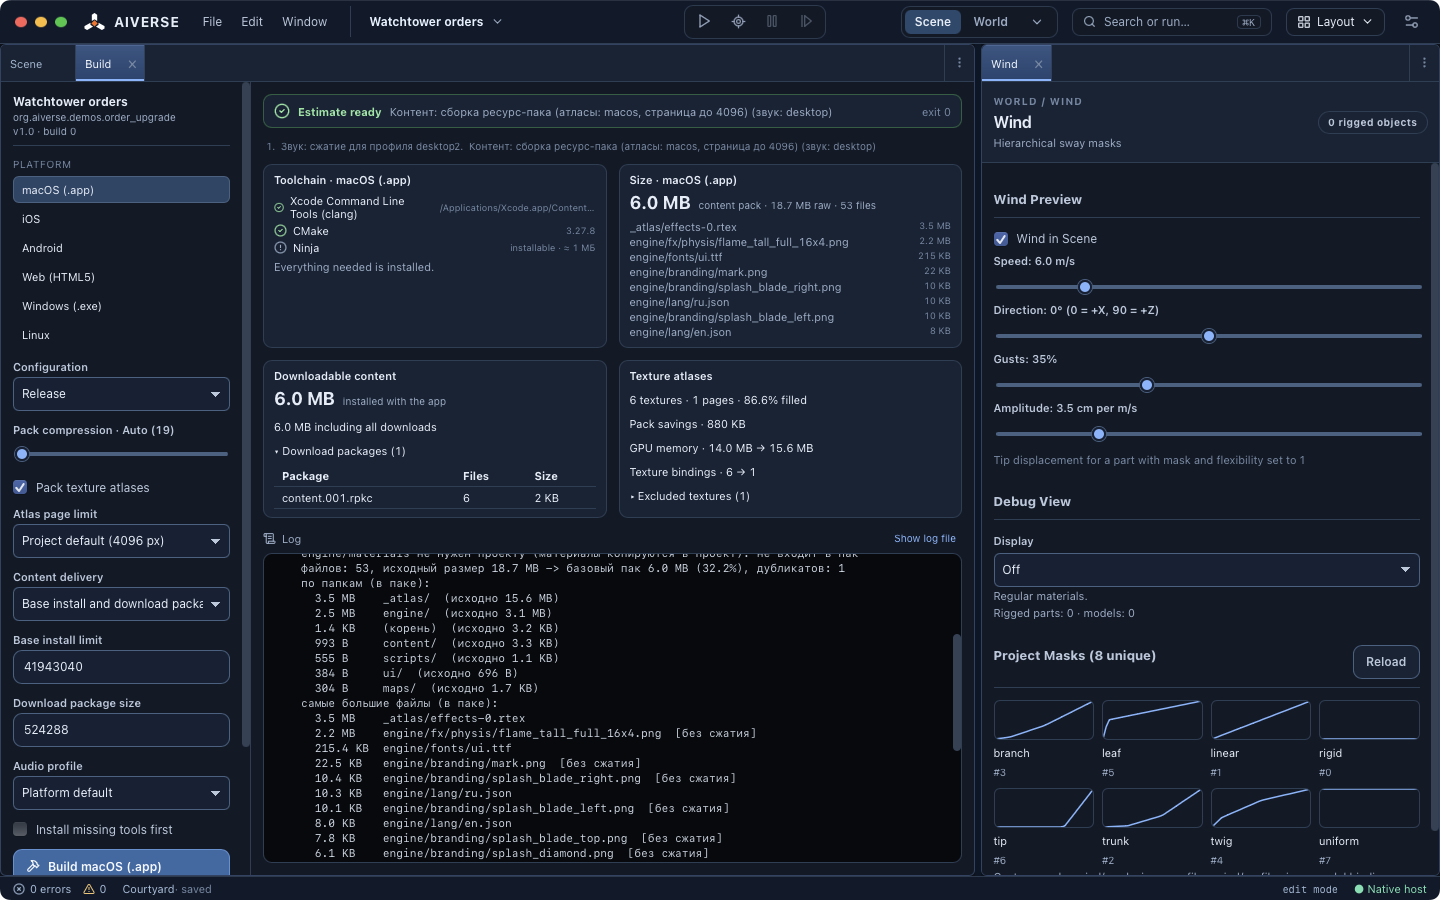 AIVERSE File Edit Window Watchtower orders Scene World Search or run... ⌘K Layout
Scene Build Wind
Watchtower orders
org.aiverse.demos.order_upgrade
v1.0 · build 0
PLATFORM
macOS (.app)
iOS
Android
Web (HTML5)
Windows (.exe)
Linux
Configuration
Release
Pack compression · Auto (19)
Pack texture atlases
Atlas page limit
Project default (4096 px)
Content delivery
Base install and download packa
Base install limit
41943040
Download package size
524288
Audio profile
Platform default
Install missing tools first
Build macOS (.app)
Estimate ready Контент: сборка ресурс-пака (атласы: macos, страница до 4096) (звук: desktop) exit 0
1. Звук: сжатие для профиля desktop2. Контент: сборка ресурс-пака (атласы: macos, страница до 4096) (звук: desktop)
Toolchain · macOS (.app)
Xcode Command Line Tools (clang) /Applications/Xcode.app/Content...
CMake 3.27.8
Ninja installable · ≈ 1 МБ
Everything needed is installed.
Size · macOS (.app)
6.0 MB content pack · 18.7 MB raw · 53 files
_atlas/effects-0.rtex 3.5 MB
engine/fx/physis/flame_tall_full_16x4.png 2.2 MB
engine/fonts/ui.ttf 215 KB
engine/branding/mark.png 22 KB
engine/branding/splash_blade_right.png 10 KB
engine/lang/ru.json 10 KB
engine/branding/splash_blade_left.png 10 KB
engine/lang/en.json 8 KB
Downloadable content
6.0 MB installed with the app
6.0 MB including all downloads
Download packages (1)
Package Files Size
content.001.rpkc 6 2 KB
Texture atlases
6 textures · 1 pages · 86.6% filled
Pack savings · 880 KB
GPU memory · 14.0 MB → 15.6 MB
Texture bindings · 6 → 1
Excluded textures (1)
Log Show log file
engine/materials не нужен проекту (материалы копируются в проект): не входит в пак
файлов: 53, исходный размер 18.7 MB —> базовый пак 6.0 MB (32.2%), дубликатов: 1
по папкам (в паке):
3.5 MB _atlas/ (исходно 15.6 MB)
2.5 MB engine/ (исходно 3.1 MB)
1.4 KB (корень) (исходно 3.2 KB)
993 B content/ (исходно 3.3 KB)
555 B scripts/ (исходно 1.1 KB)
384 B ui/ (исходно 696 B)
304 B maps/ (исходно 1.7 KB)
самые большие файлы (в паке):
3.5 MB _atlas/effects-0.rtex
2.2 MB engine/fx/physis/flame_tall_full_16x4.png [без сжатия]
215.4 KB engine/fonts/ui.ttf
22.5 KB engine/branding/mark.png [без сжатия]
10.4 KB engine/branding/splash_blade_right.png [без сжатия]
10.3 KB engine/lang/ru.json
10.1 KB engine/branding/splash_blade_left.png [без сжатия]
8.0 KB engine/lang/en.json
7.8 KB engine/branding/splash_blade_top.png [без сжатия]
6.1 KB engine/branding/splash_diamond.png [без сжатия]
WORLD / WIND
Wind
Hierarchical sway masks
0 rigged objects
Wind Preview
Wind in Scene
Speed: 6.0 m/s
Direction: 0° (0 = +X, 90 = +Z)
Gusts: 35%
Amplitude: 3.5 cm per m/s
Tip displacement for a part with mask and flexibility set to 1
Debug View
Display
Off
Regular materials.
Rigged parts: 0 · models: 0
Project Masks (8 unique) Reload
branch leaf linear rigid
#3 #5 #1 #0
tip trunk twig uniform
#6 #2 #4 #7
0 errors 0 Courtyard · saved edit mode Native host